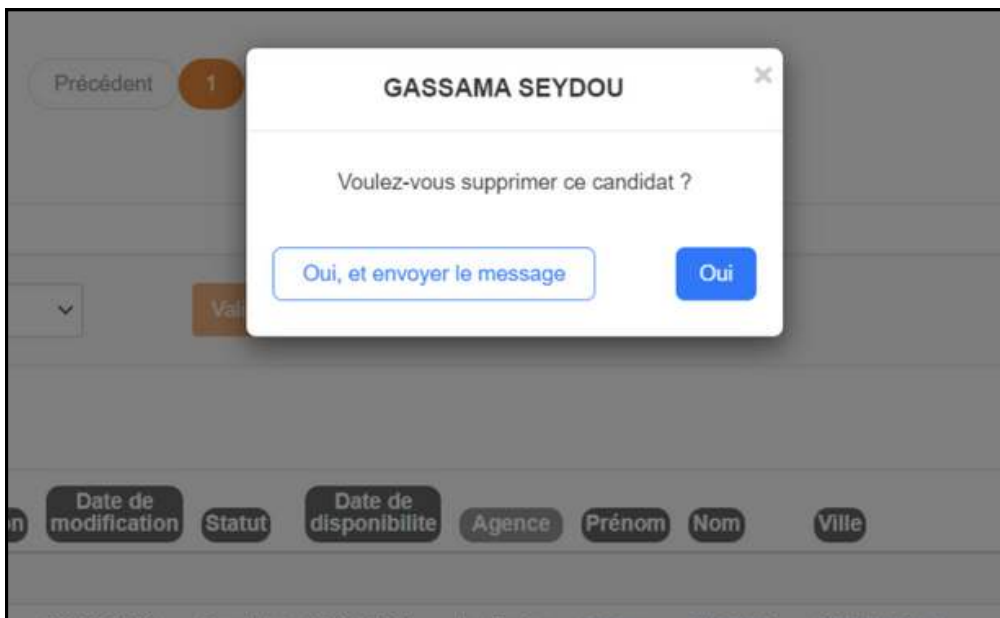 Précédent 1
GASSAMA SEYDOU ×
Voulez-vous supprimer ce candidat ?
Oui, et envoyer le message Oui
Vali
Date de modification Statut Date de disponibilite Agence Prénom Nom Ville